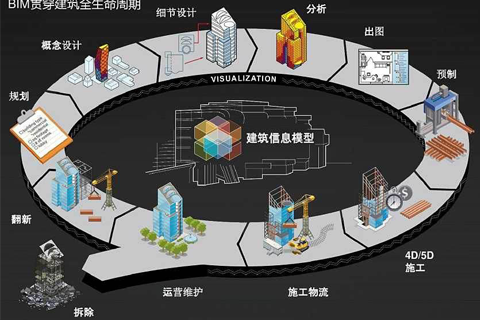 BIM贯穿建筑全生命周期
细节设计
分析
概念设计
出图
VISUALIZATION
预制
规划
建筑信息模型
翻新
4D/5D
施工
运营维护
施工物流
拆除